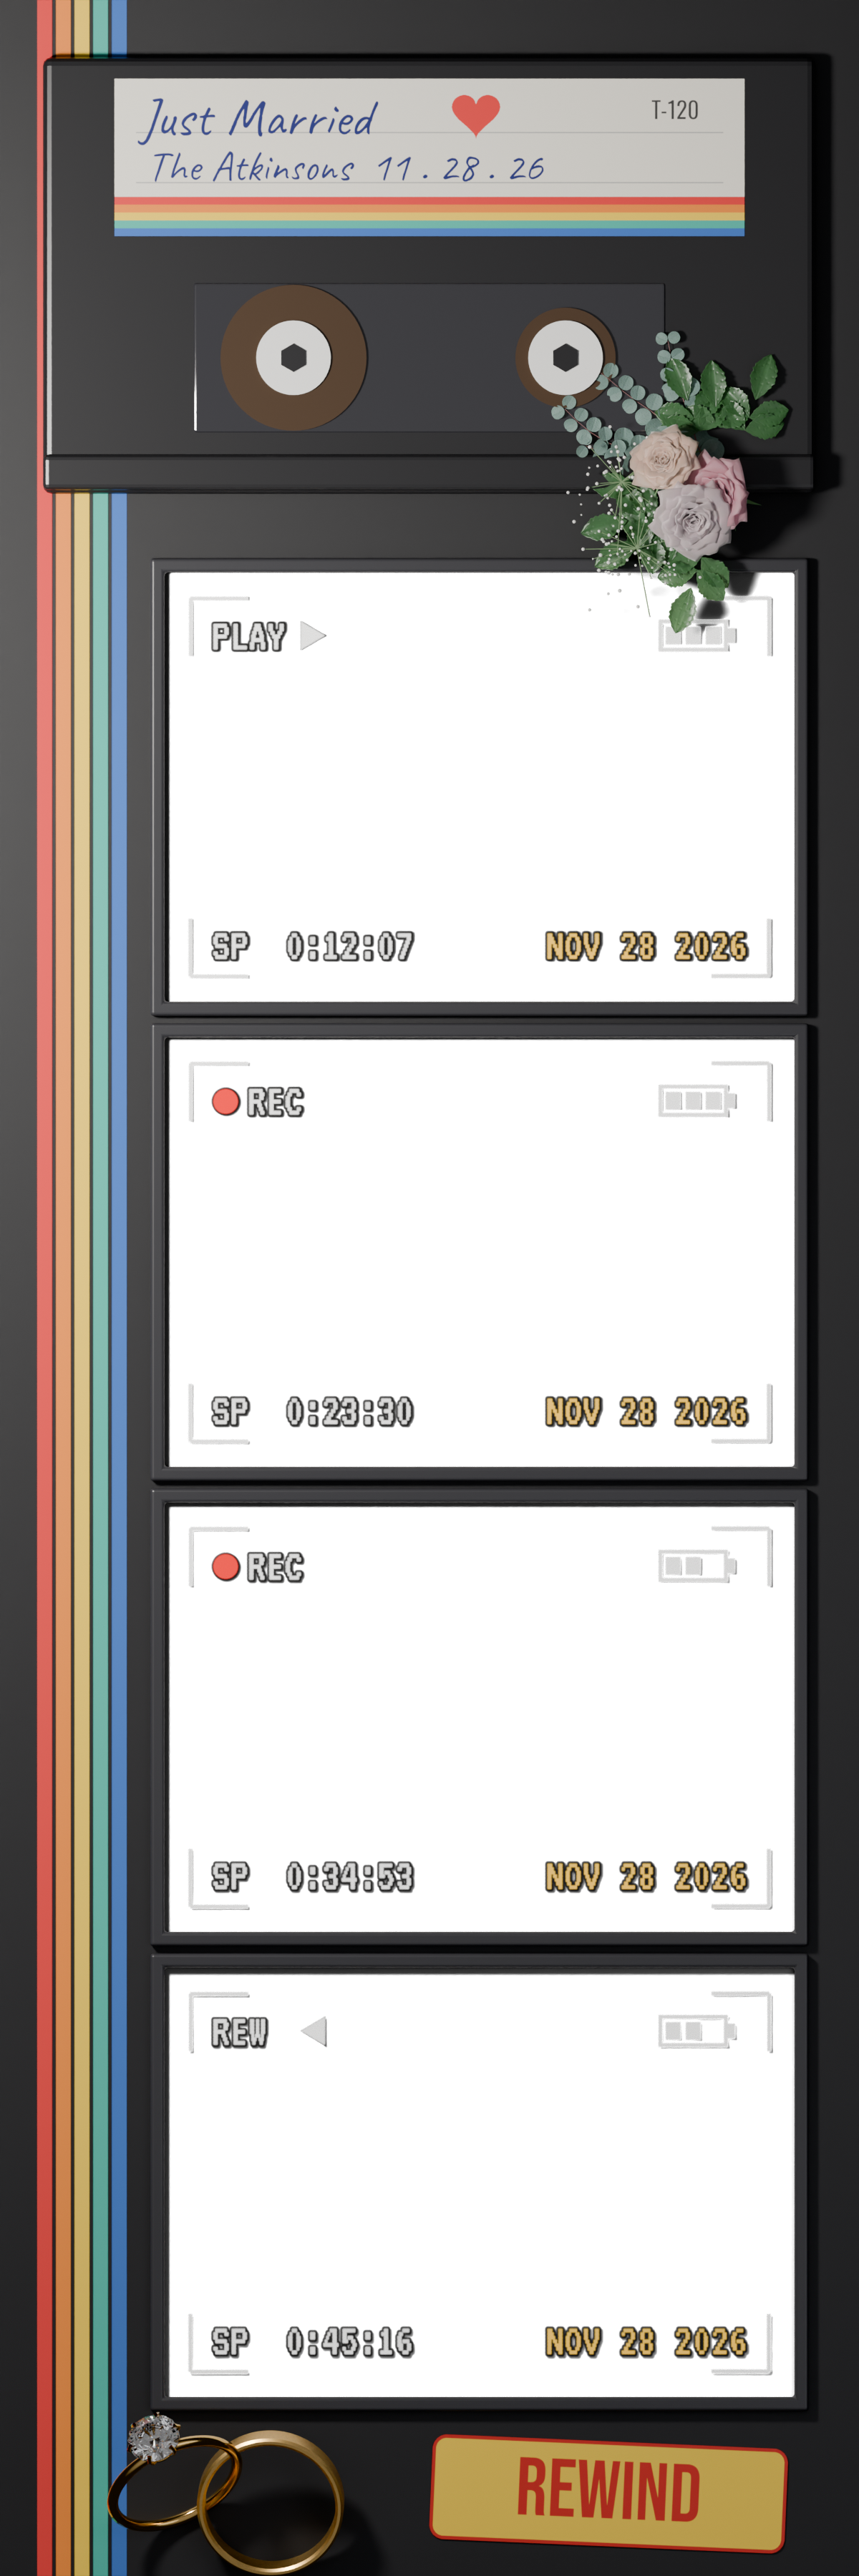 Just Married
T-120
The Atkinsons 11.28.26
PLAY
SP 0:12:07 NOV 28 2026
REC
SP 0:23:30 NOV 28 2026
REC
SP 0:34:53 NOV 28 2026
REW
SP 0:45:16 NOV 28 2026
REWIND